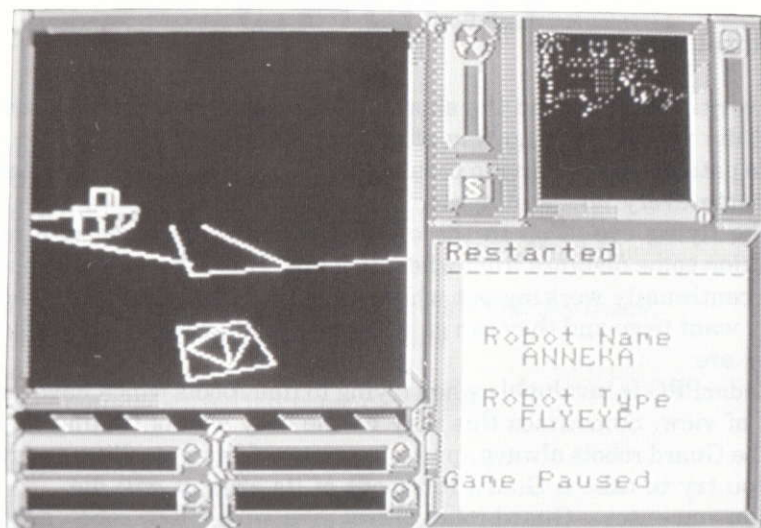 S
Restarted
Robot Name
ANNEKA
Robot Type
FLYEYE
Game Paused